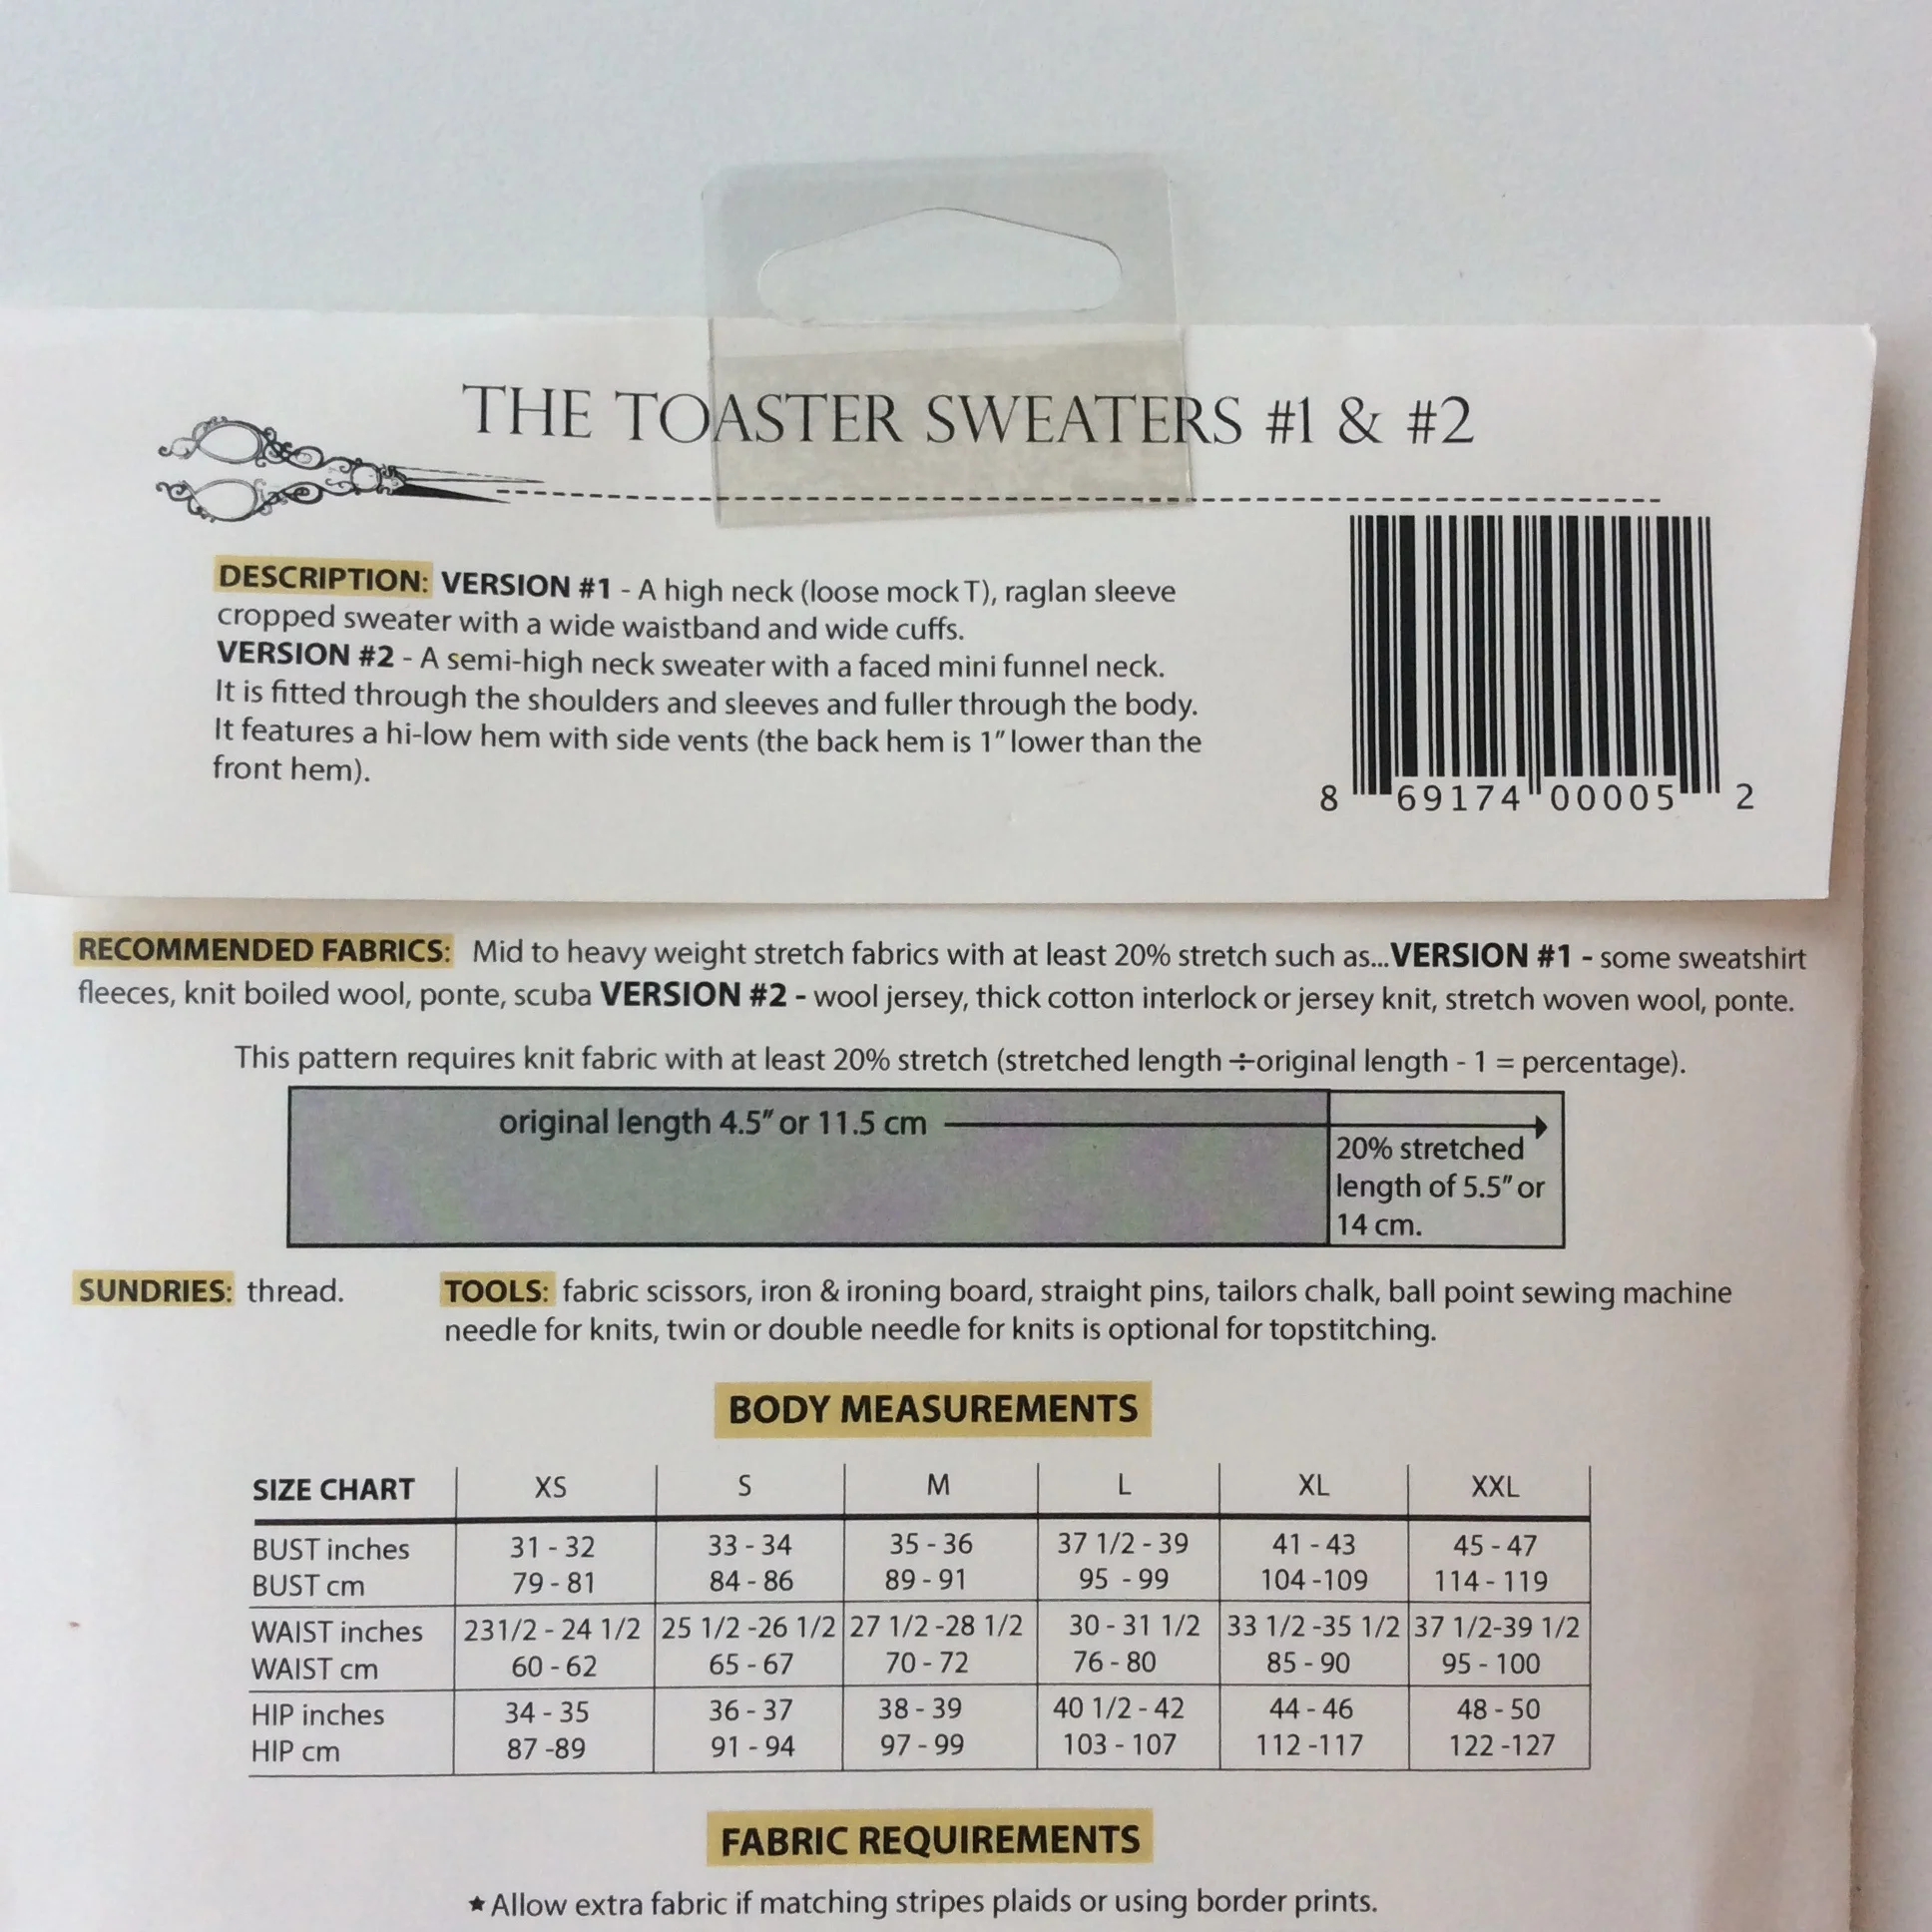 THE TOASTER SWEATERS #1 & #2
DESCRIPTION: VERSION #1 - A high neck (loose mock T), raglan sleeve
cropped sweater with a wide waistband and wide cuffs.
VERSION #2 - A semi-high neck sweater with a faced mini funnel neck.
It is fitted through the shoulders and sleeves and fuller through the body.
It features a hi-low hem with side vents (the back hem is 1" lower than the
front hem).
8 69174 00005 2
RECOMMENDED FABRICS: Mid to heavy weight stretch fabrics with at least 20% stretch such as...VERSION #1 - some sweatshirt
fleeces, knit boiled wool, ponte, scuba VERSION #2 - wool jersey, thick cotton interlock or jersey knit, stretch woven wool, ponte.
This pattern requires knit fabric with at least 20% stretch (stretched length ÷original length - 1 = percentage).
original length 4.5" or 11.5 cm
20% stretched
length of 5.5" or
14 cm.
SUNDRIES: thread.
TOOLS: fabric scissors, iron & ironing board, straight pins, tailors chalk, ball point sewing machine
needle for knits, twin or double needle for knits is optional for topstitching.
BODY MEASUREMENTS
SIZE CHART XS S M L XL XXL
BUST inches 31 - 32 33 - 34 35 - 36 37 1/2 - 39 41 - 43 45 - 47
BUST cm 79 - 81 84 - 86 89 - 91 95 - 99 104 -109 114 - 119
WAIST inches 231/2 - 24 1/2 25 1/2 -26 1/2 27 1/2 -28 1/2 30 - 31 1/2 33 1/2 -35 1/2 37 1/2-39 1/2
WAIST cm 60 - 62 65 - 67 70 - 72 76 - 80 85 - 90 95 - 100
HIP inches 34 - 35 36 - 37 38 - 39 40 1/2 - 42 44 - 46 48 - 50
HIP cm 87 -89 91 - 94 97 - 99 103 - 107 112 -117 122 -127
FABRIC REQUIREMENTS
★Allow extra fabric if matching stripes plaids or using border prints.